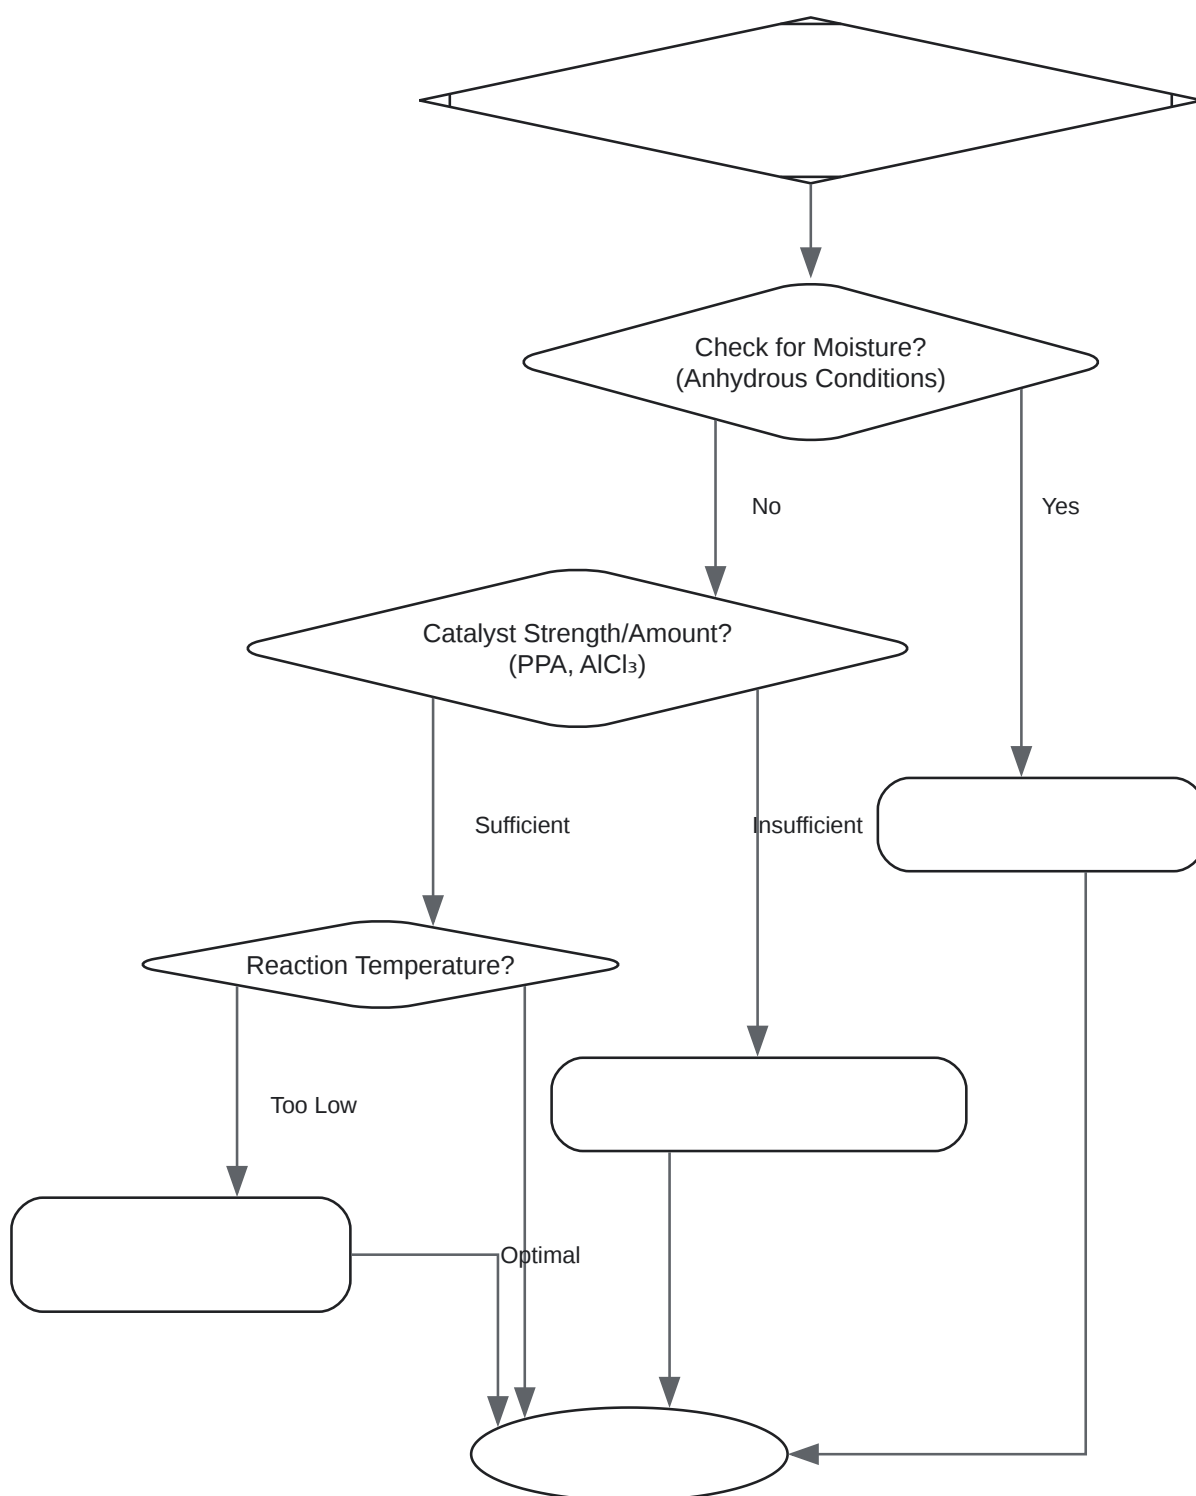 Check for Moisture?
(Anhydrous Conditions)
No
Yes
Catalyst Strength/Amount?
(PPA, AlCl₃)
Sufficient
Insufficient
Reaction Temperature?
Too Low
Optimal